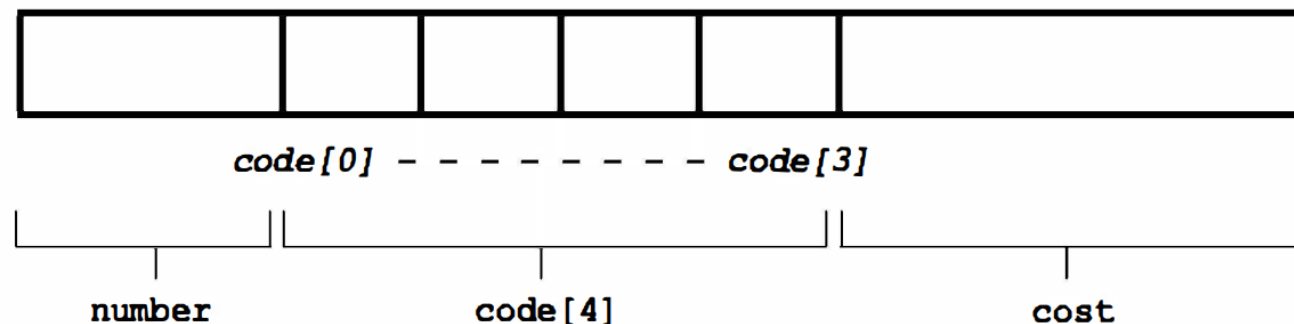 code[0] - - - - - - - - code[3]
number code[4] cost